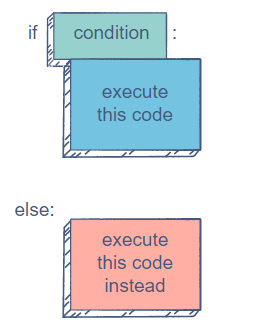 if condition :
execute
this code
else:
execute
this code
instead